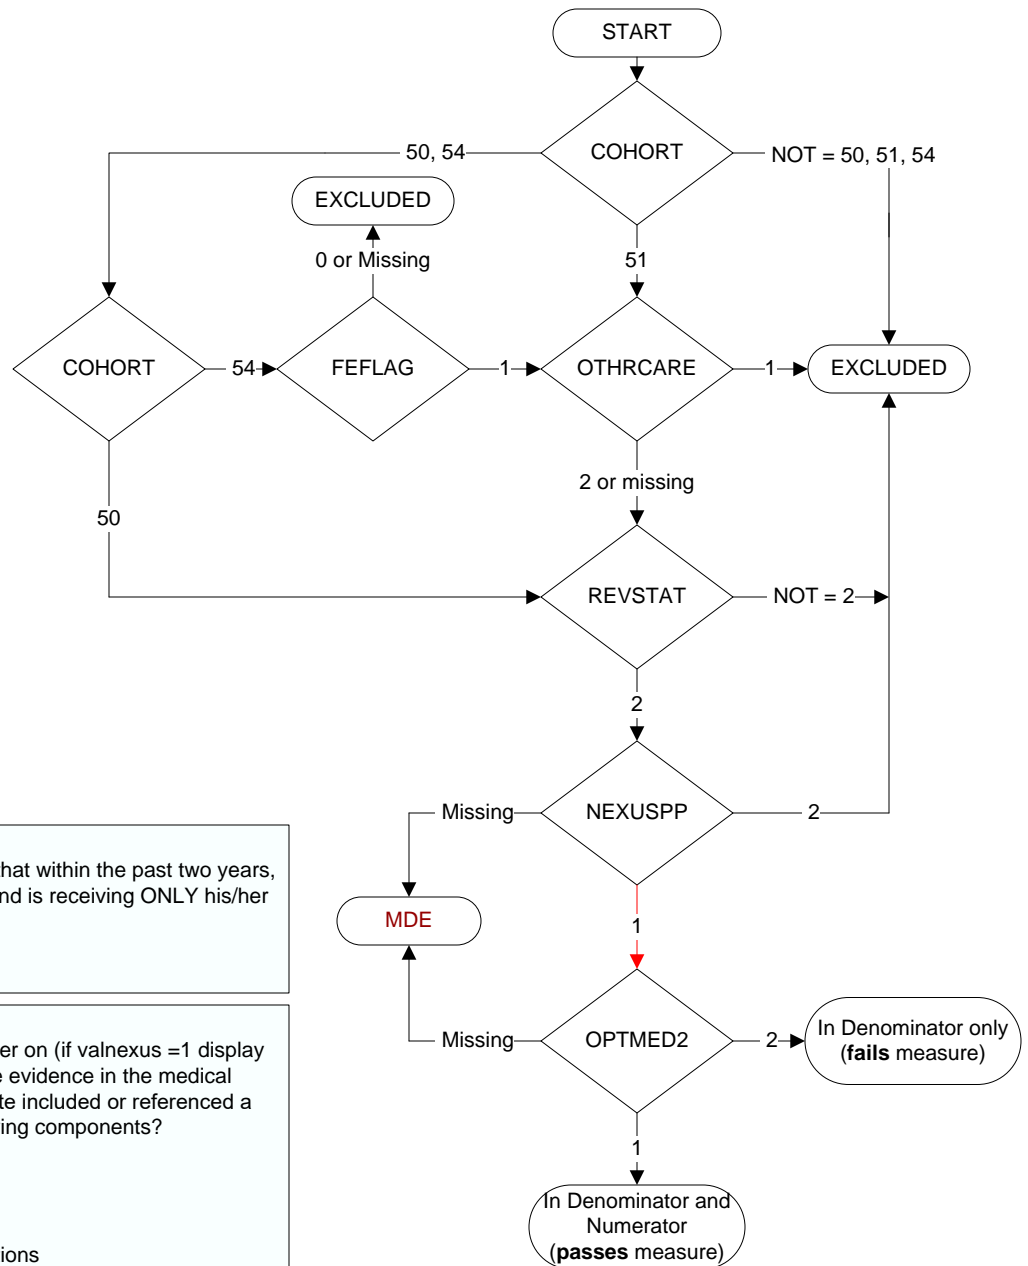 START
COHORT
50, 54
NOT = 50, 51, 54
EXCLUDED
0 or Missing
51
COHORT
54
FEFLAG
1
OTHRCARE
1
EXCLUDED
2 or missing
50
REVSTAT
NOT = 2
2
Missing
NEXUSPP
2
MDE
1
Missing
OPTMED2
2
In Denominator only
(fails measure)
1
In Denominator and
Numerator
(passes measure)
that within the past two years,
nd is receiving ONLY his/her
er on (if valnexus =1 display
e evidence in the medical
te included or referenced a
ing components?
ions